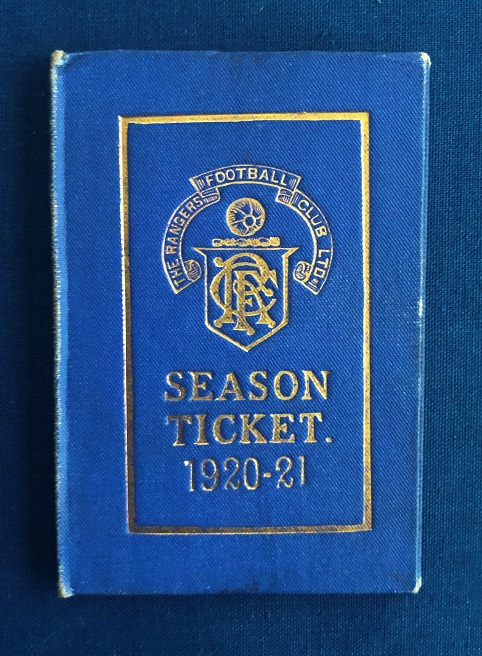 THE RANGERS FOOTBALL CLUB LTD.
RFC
SEASON
TICKET.
1920-21